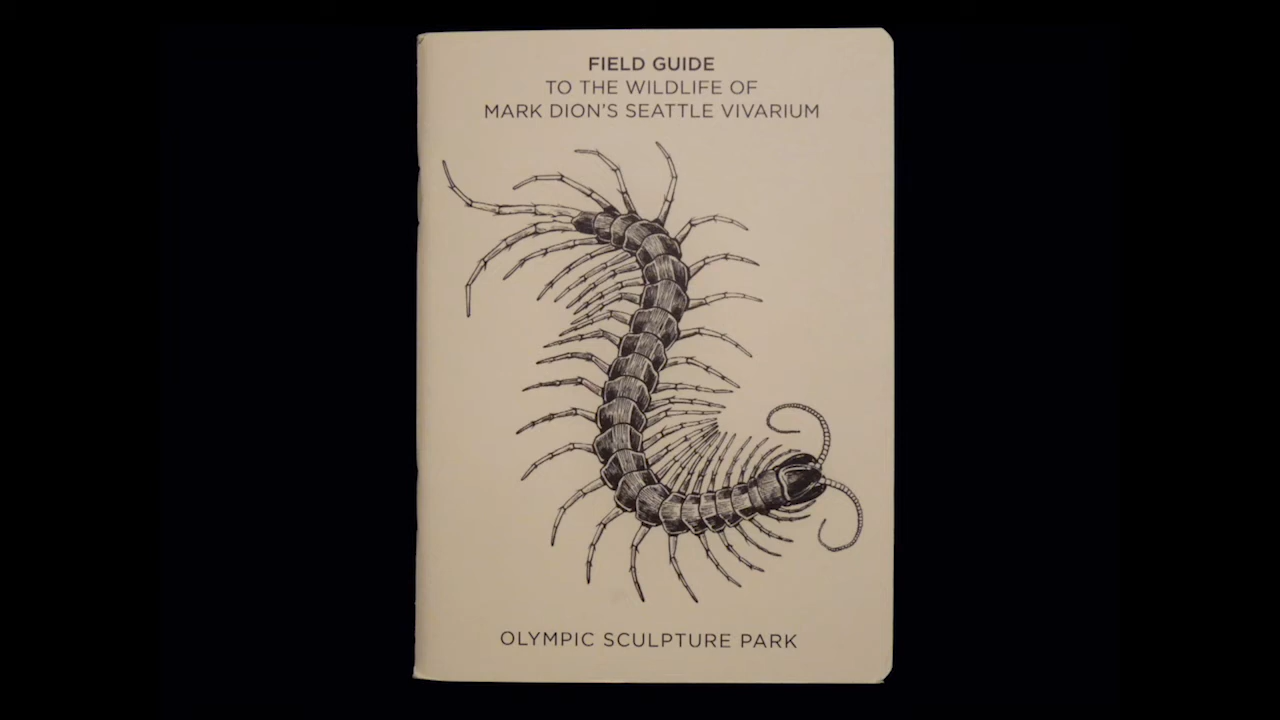 FIELD GUIDE
TO THE WILDLIFE OF
MARK DION'S SEATTLE VIVARIUM
OLYMPIC SCULPTURE PARK